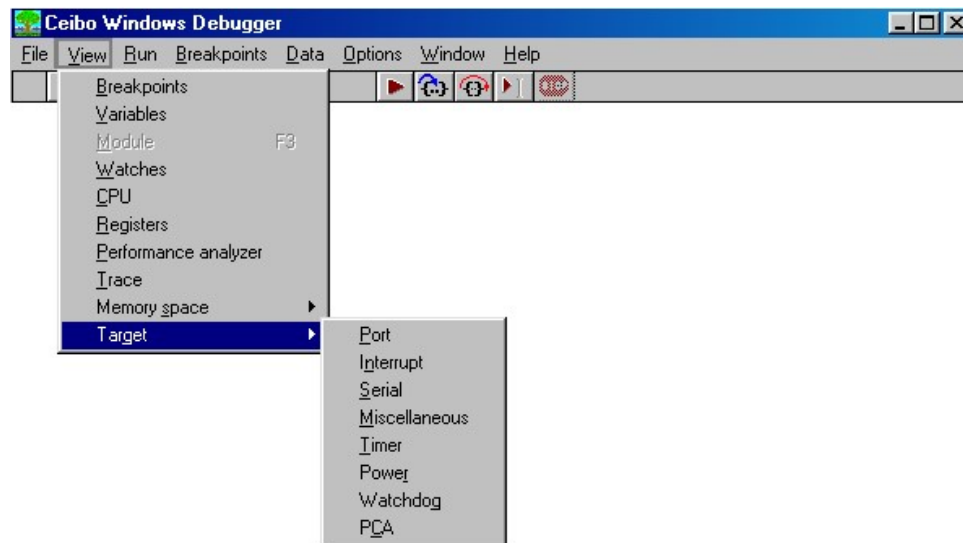 Ceibo Windows Debugger
File View Run Breakpoints Data Options Window Help
Breakpoints
Variables
Module F3
Watches
CPU
Registers
Performance analyzer
Trace
Memory space
Target
Port
Interrupt
Serial
Miscellaneous
Timer
Power
Watchdog
PCA